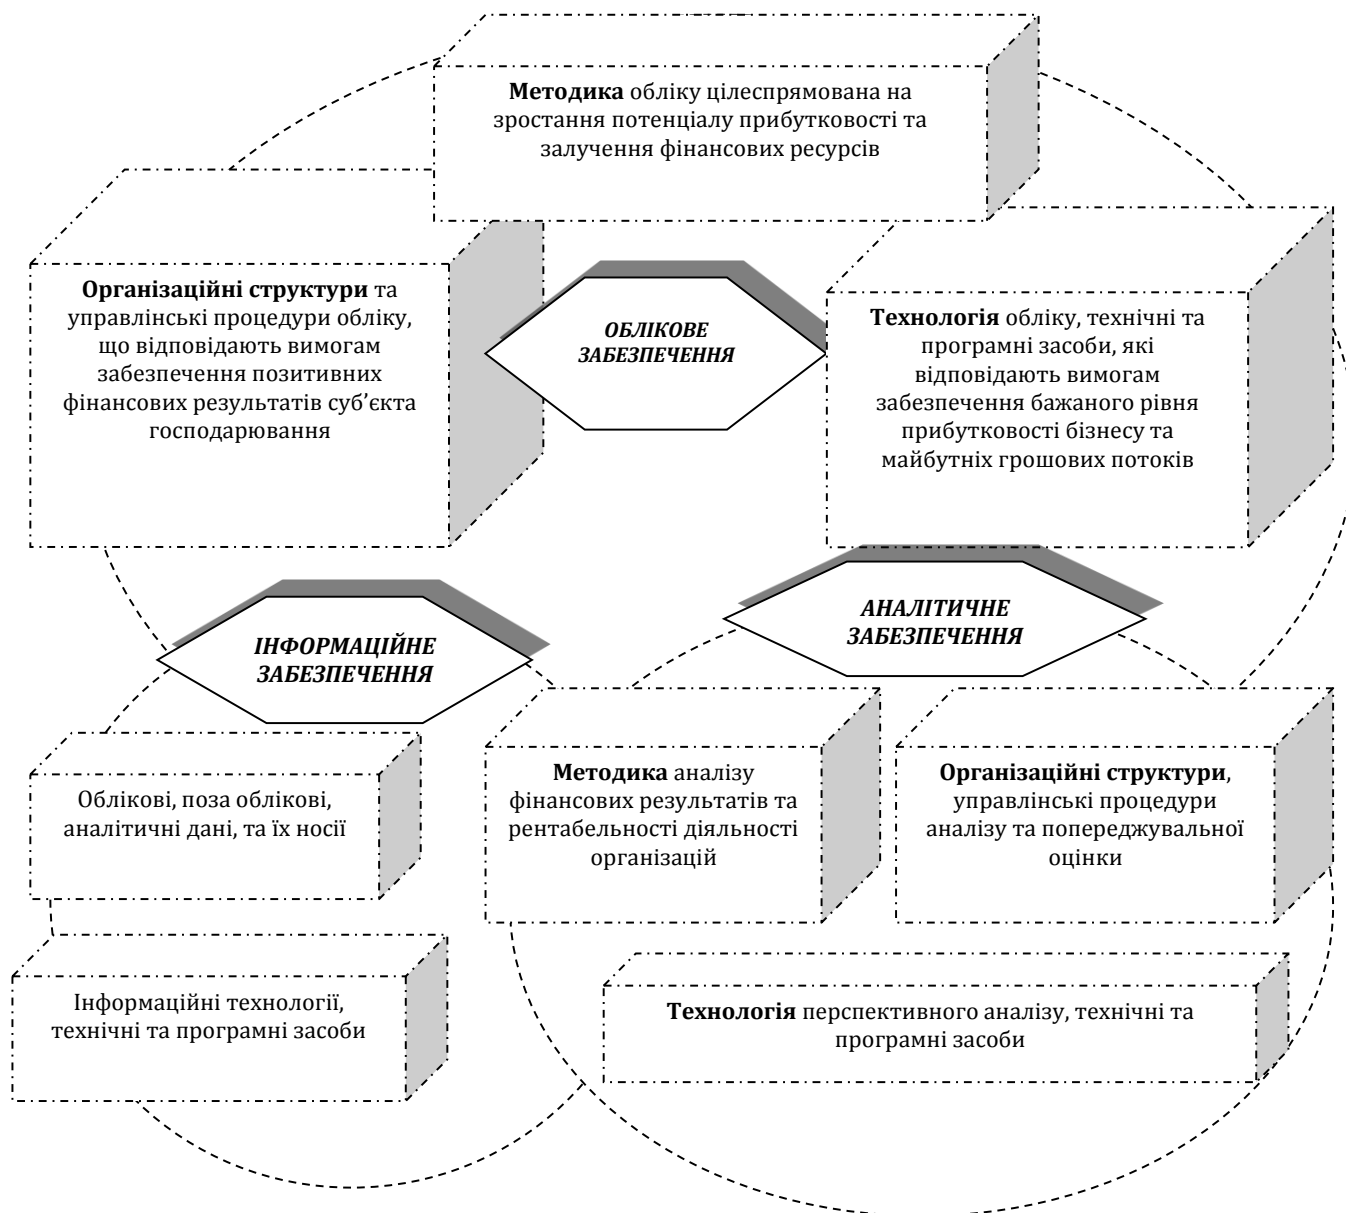 Методика обліку цілеспрямована на
зростання потенціалу прибутковості та
залучення фінансових ресурсів
Організаційні структури та
управлінські процедури обліку,
що відповідають вимогам
забезпечення позитивних
фінансових результатів суб’єкта
господарювання
ОБЛІКОВЕ
ЗАБЕЗПЕЧЕННЯ
Технологія обліку, технічні та
програмні засоби, які
відповідають вимогам
забезпечення бажаного рівня
прибутковості бізнесу та
майбутніх грошових потоків
ІНФОРМАЦІЙНЕ
ЗАБЕЗПЕЧЕННЯ
АНАЛІТИЧНЕ
ЗАБЕЗПЕЧЕННЯ
Облікові, поза облікові,
аналітичні дані, та їх носії
Методика аналізу
фінансових результатів та
рентабельності діяльності
організацій
Організаційні структури,
управлінські процедури
аналізу та попереджувальної
оцінки
Інформаційні технології,
технічні та програмні засоби
Технологія перспективного аналізу, технічні та
програмні засоби